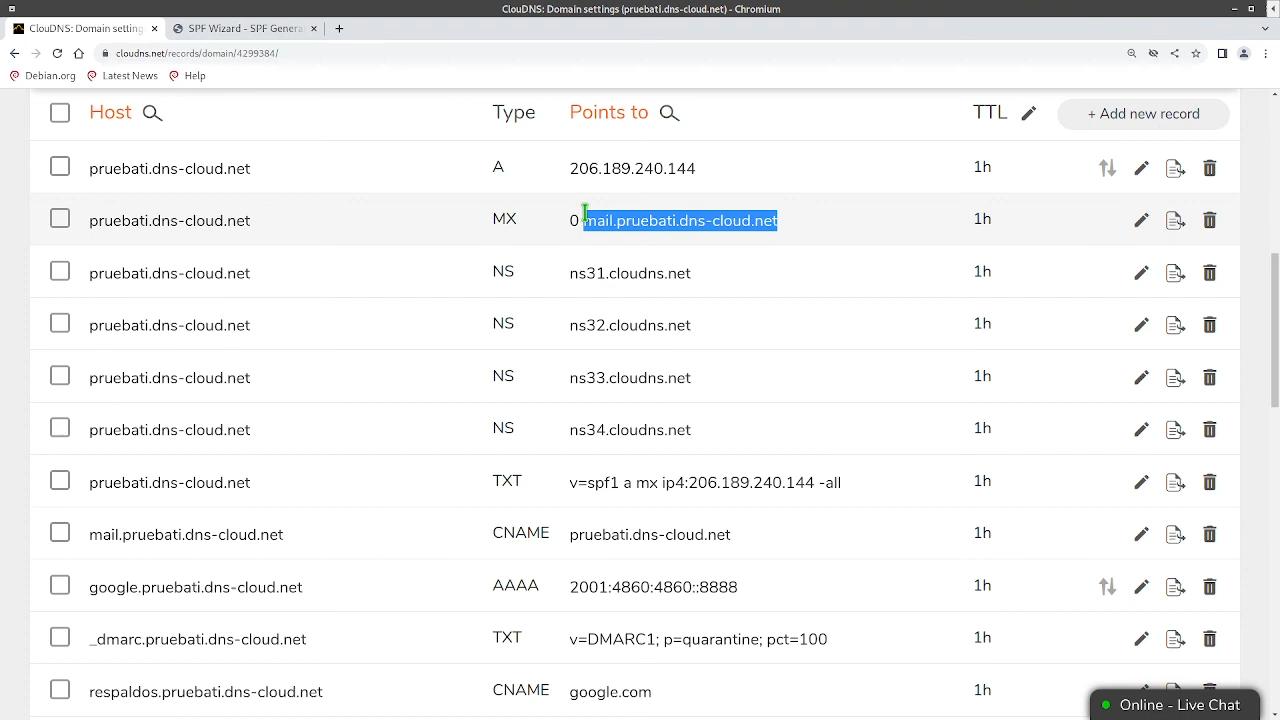 ClouDNS: Domain settings (pruebati.dns-cloud.net) - Chromium
ClouDNS: Domain setting
SPF Wizard - SPF Genera
cloudns.net/records/domain/4299384/
Debian.org Latest News Help
Host Type Points to TTL + Add new record
pruebati.dns-cloud.net A 206.189.240.144 1h
pruebati.dns-cloud.net MX 0 mail.pruebati.dns-cloud.net 1h
pruebati.dns-cloud.net NS ns31.cloudns.net 1h
pruebati.dns-cloud.net NS ns32.cloudns.net 1h
pruebati.dns-cloud.net NS ns33.cloudns.net 1h
pruebati.dns-cloud.net NS ns34.cloudns.net 1h
pruebati.dns-cloud.net TXT v=spf1 a mx ip4:206.189.240.144 -all 1h
mail.pruebati.dns-cloud.net CNAME pruebati.dns-cloud.net 1h
google.pruebati.dns-cloud.net AAAA 2001:4860:4860::8888 1h
_dmarc.pruebati.dns-cloud.net TXT v=DMARC1; p=quarantine; pct=100 1h
respaldos.pruebati.dns-cloud.net CNAME google.com 1h
Online - Live Chat